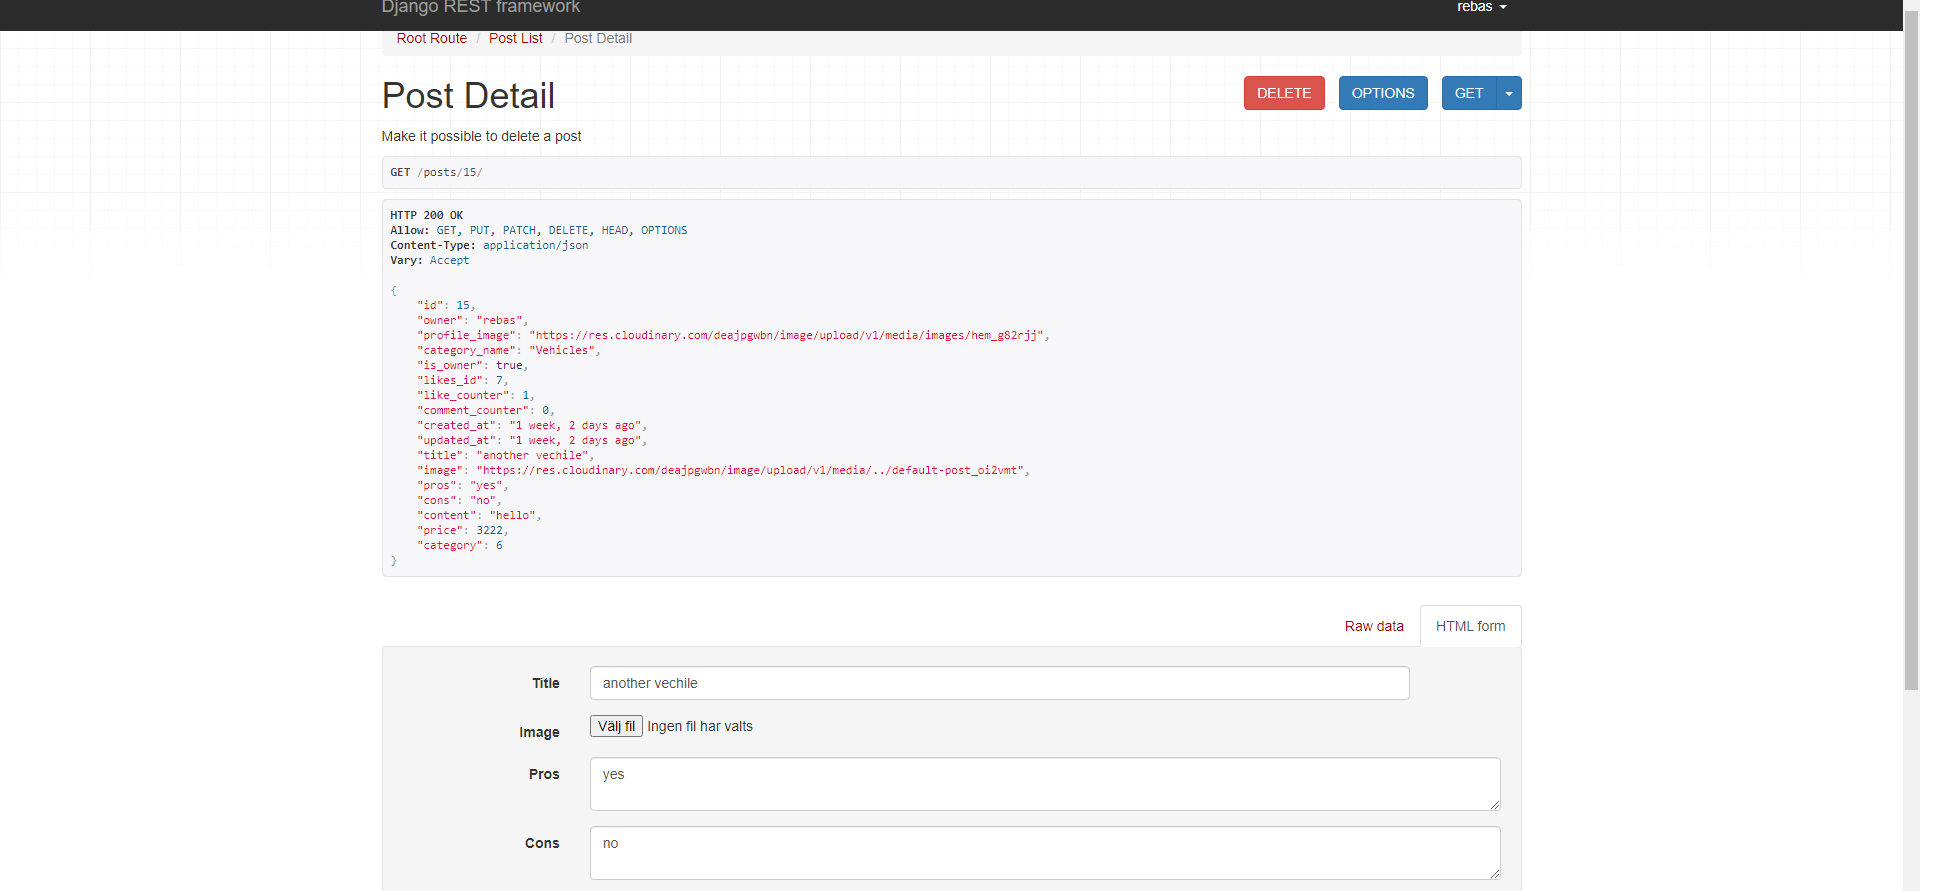 Django REST framework
rebas
Root Route / Post List / Post Detail
Post Detail
DELETE
OPTIONS
GET
Make it possible to delete a post
GET /posts/15/
HTTP 200 OK
Allow: GET, PUT, PATCH, DELETE, HEAD, OPTIONS
Content-Type: application/json
Vary: Accept
{
    "id": 15,
    "owner": "rebas",
    "profile_image": "https://res.cloudinary.com/deajpgwbn/image/upload/v1/media/images/hem_g82rjj",
    "category_name": "Vehicles",
    "is_owner": true,
    "likes_id": 7,
    "like_counter": 1,
    "comment_counter": 0,
    "created_at": "1 week, 2 days ago",
    "updated_at": "1 week, 2 days ago",
    "title": "another vechile",
    "image": "https://res.cloudinary.com/deajpgwbn/image/upload/v1/media/../default-post_oi2vmt",
    "pros": "yes",
    "cons": "no",
    "content": "hello",
    "price": 3222,
    "category": 6
}
Raw data
HTML form
Title
another vechile
Image
Välj fil Ingen fil har valts
Pros
yes
Cons
no